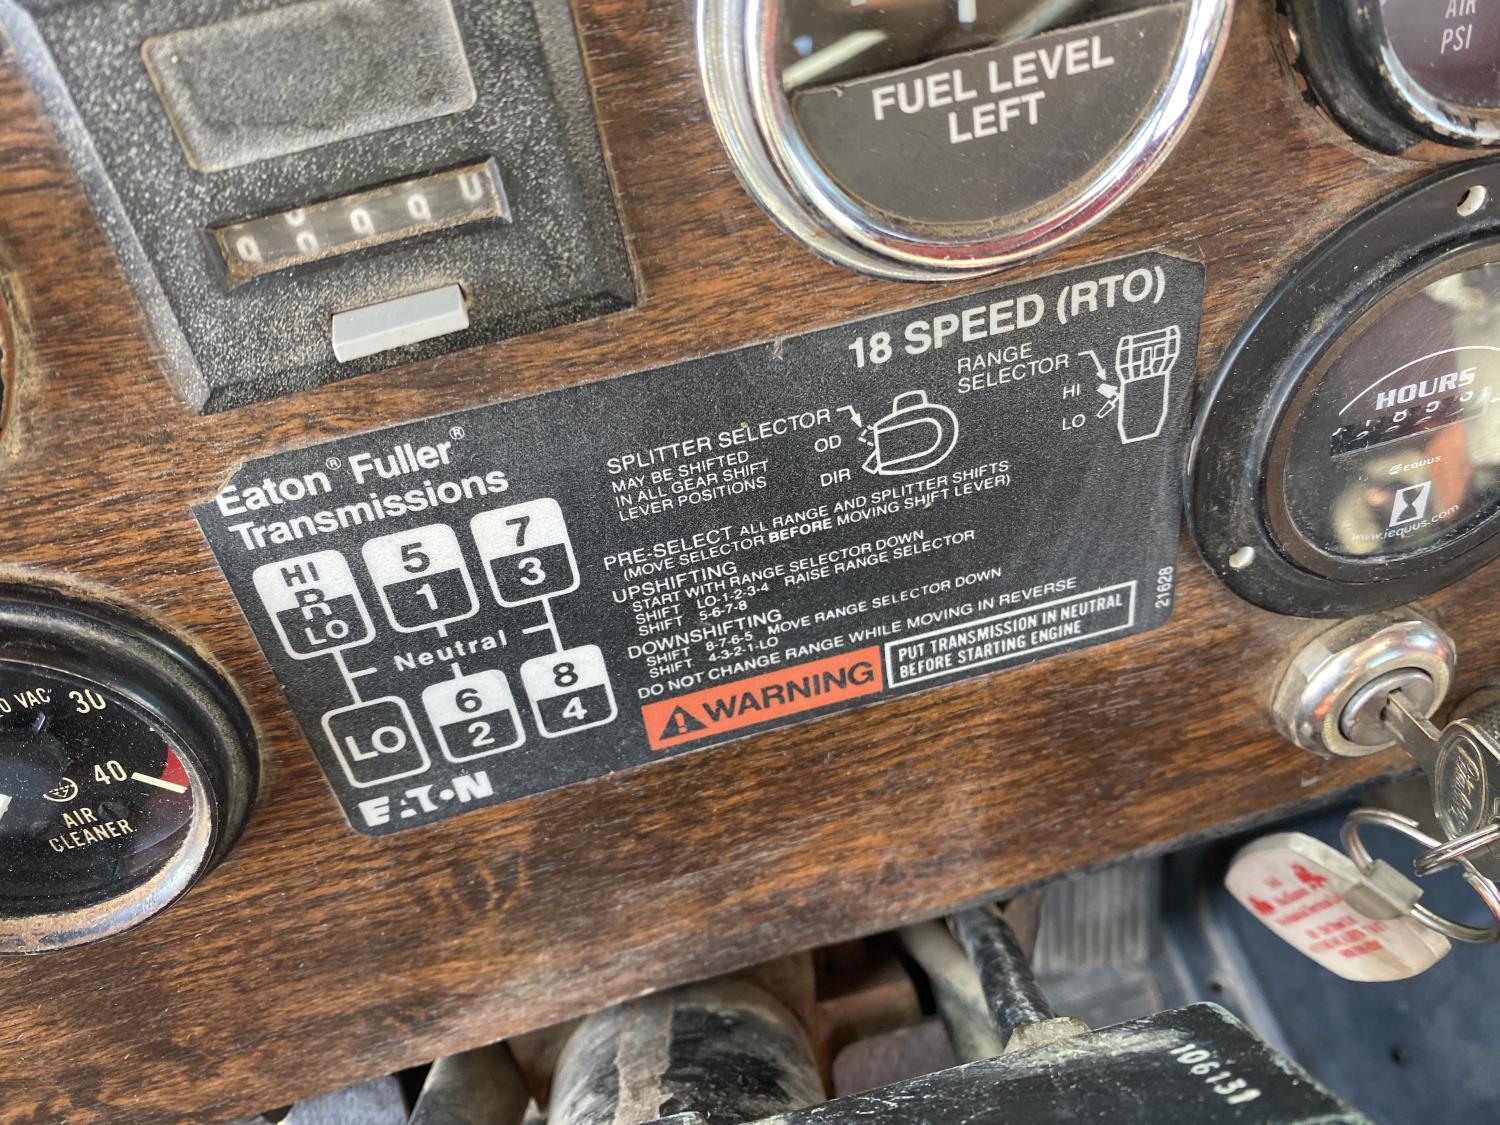 AIR
PSI
FUEL LEVEL
LEFT
18 SPEED (RTO)
RANGE
SELECTOR
HI
LO
SPLITTER SELECTOR
MAY BE SHIFTED
IN ALL GEAR SHIFT
LEVER POSITIONS
OD
DIR
Eaton® Fuller®
Transmissions
HI
R
LO
5
1
7
3
Neutral
LO
6
2
8
4
EATON
PRE-SELECT ALL RANGE AND SPLITTER SHIFTS
(MOVE SELECTOR BEFORE MOVING SHIFT LEVER)
UPSHIFTING
START WITH RANGE SELECTOR DOWN
SHIFT LO-1-2-3-4 RAISE RANGE SELECTOR
SHIFT 5-6-7-8
DOWNSHIFTING
SHIFT 8-7-6-5 MOVE RANGE SELECTOR DOWN
SHIFT 4-3-2-1-LO
DO NOT CHANGE RANGE WHILE MOVING IN REVERSE
WARNING
PUT TRANSMISSION IN NEUTRAL
BEFORE STARTING ENGINE
21628
HOURS
EQUUS
www.iequus.com
VAC
30
40
AIR
CLEANER
106131